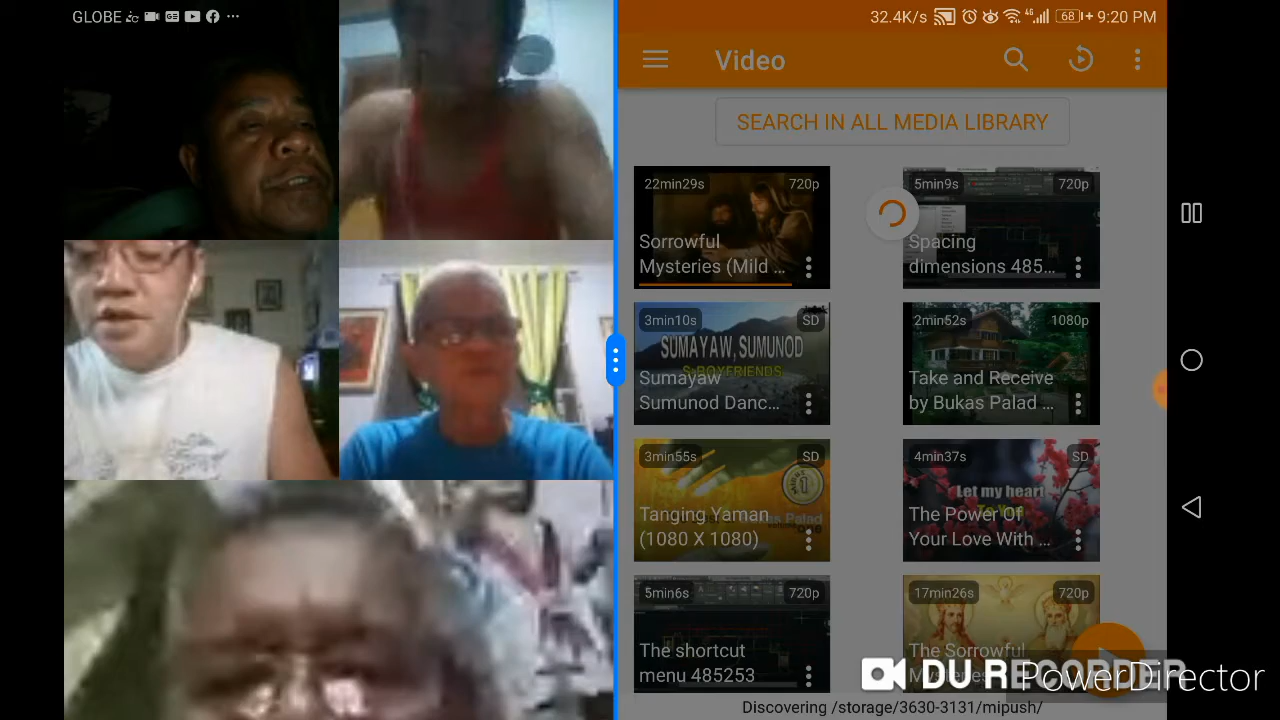 GLOBE
32.4K/s 4G 68 9:20 PM
Video
SEARCH IN ALL MEDIA LIBRARY
22min29s 720p
Sorrowful
Mysteries (Mild ...
5min9s 720p
Spacing
dimensions 485...
3min10s SD
SUMAYAW, SUMUNOD
BOYFRIENDS
Sumayaw
Sumunod Danc...
2min52s 1080p
Take and Receive
by Bukas Palad ...
3min55s SD
Tanging Yaman
(1080 X 1080)
4min37s SD
Let my heart
The Power Of
Your Love With ...
5min6s 720p
The shortcut
menu 485253
17min26s 720p
The Sorrowful
DU RECORDER
PowerDirector
Discovering /storage/3630-3131/mipush/